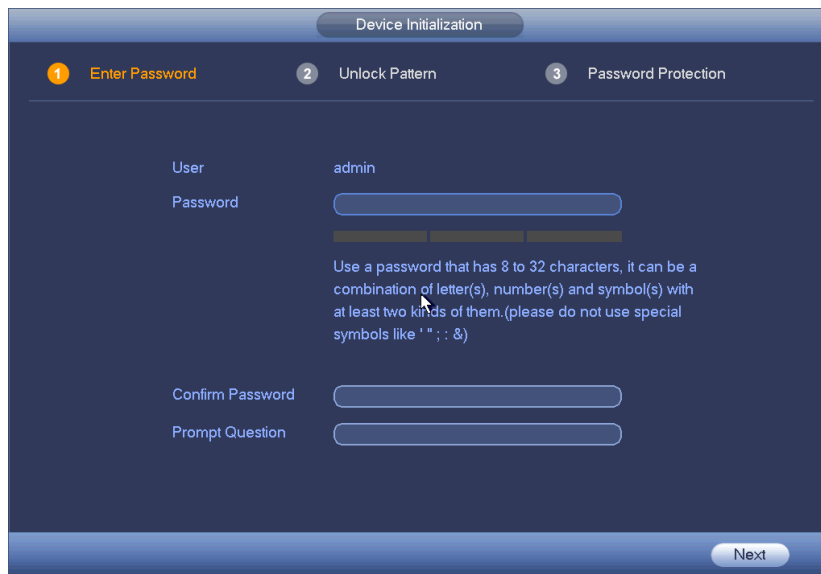 Device Initialization
1 Enter Password 2 Unlock Pattern 3 Password Protection
User admin
Password
Use a password that has 8 to 32 characters, it can be a
combination of letter(s), number(s) and symbol(s) with
at least two kinds of them.(please do not use special
symbols like ' " ; : &)
Confirm Password
Prompt Question
Next